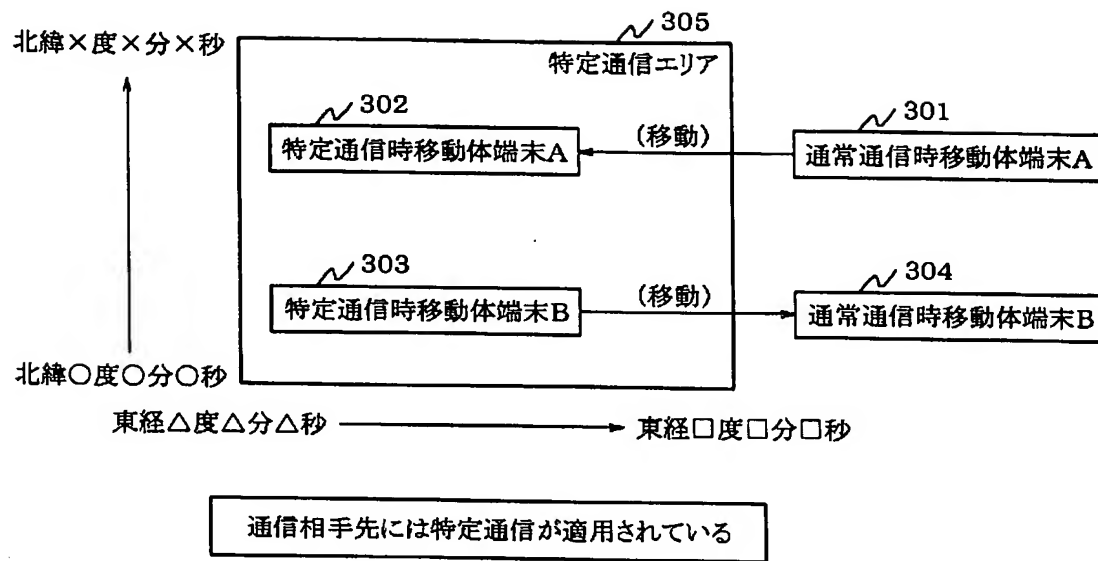 305
北緯×度×分×秒
特定通信エリア
302
301
特定通信時移動体端末A
(移動)
通常通信時移動体端末A
303
304
特定通信時移動体端末B
(移動)
通常通信時移動体端末B
北緯○度○分○秒
東経△度△分△秒
東経□度□分□秒
通信相手先には特定通信が適用されている